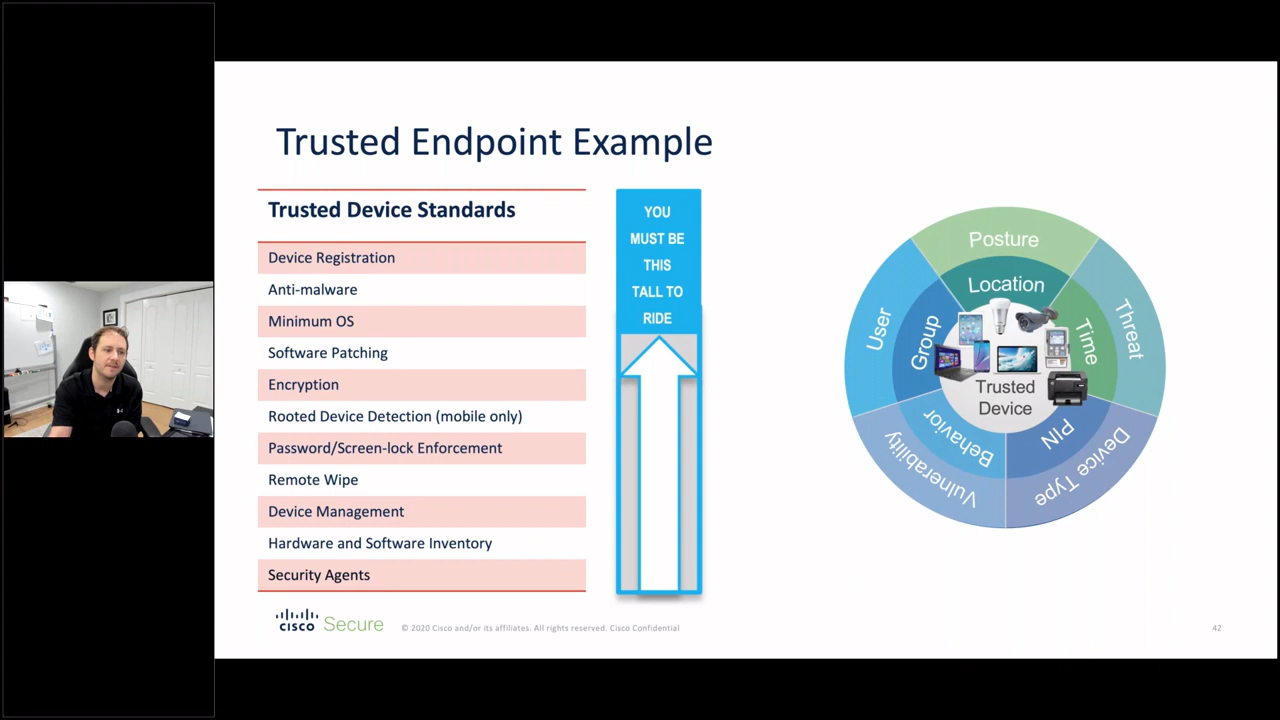 Trusted Endpoint Example
Trusted Device Standards
Device Registration
Anti-malware
Minimum OS
Software Patching
Encryption
Rooted Device Detection (mobile only)
Password/Screen-lock Enforcement
Remote Wipe
Device Management
Hardware and Software Inventory
Security Agents
YOU
MUST BE
THIS
TALL TO
RIDE
Posture
Location
User
Group
Time
Threat
Trusted
Device
Behavior
PIN
Vulnerability
Device Type
CISCO Secure
© 2020 Cisco and/or its affiliates. All rights reserved. Cisco Confidential
42